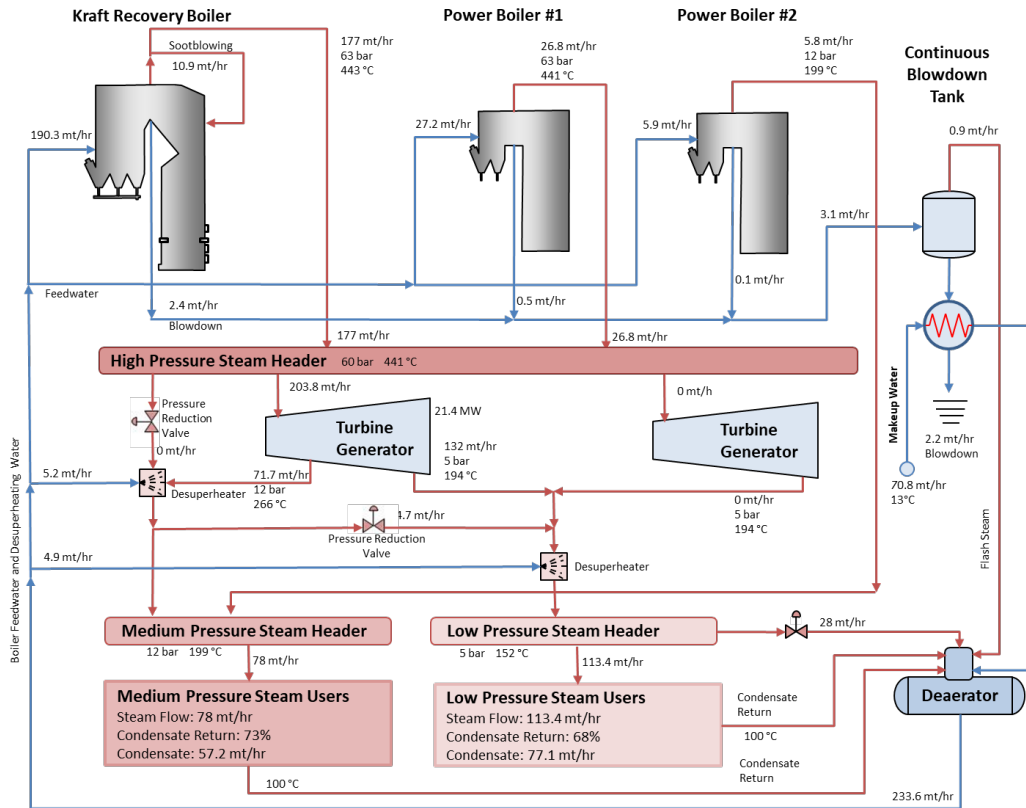 Kraft Recovery Boiler
Power Boiler #1
Power Boiler #2
Continuous
Blowdown
Tank
Sootblowing
10.9 mt/hr
177 mt/hr
63 bar
443 °C
26.8 mt/hr
63 bar
441 °C
5.8 mt/hr
12 bar
199 °C
0.9 mt/hr
190.3 mt/hr
27.2 mt/hr
5.9 mt/hr
3.1 mt/hr
Feedwater
2.4 mt/hr
Blowdown
0.5 mt/hr
0.1 mt/hr
177 mt/hr
26.8 mt/hr
High Pressure Steam Header 60 bar 441 °C
203.8 mt/hr
0 mt/h
Pressure
Reduction
Valve
0 mt/hr
Turbine
Generator
21.4 MW
132 mt/hr
5 bar
194 °C
Turbine
Generator
Makeup Water
2.2 mt/hr
Blowdown
70.8 mt/hr
13°C
5.2 mt/hr
Desuperheater
71.7 mt/hr
12 bar
266 °C
0 mt/hr
5 bar
194 °C
4.7 mt/hr
Pressure Reduction
Valve
4.9 mt/hr
Desuperheater
Flash Steam
Boiler Feedwater and Desuperheating Water
Medium Pressure Steam Header
12 bar 199 °C
78 mt/hr
Low Pressure Steam Header
5 bar 152 °C
113.4 mt/hr
28 mt/hr
Medium Pressure Steam Users
Steam Flow: 78 mt/hr
Condensate Return: 73%
Condensate: 57.2 mt/hr
Low Pressure Steam Users
Steam Flow: 113.4 mt/hr
Condensate Return: 68%
Condensate: 77.1 mt/hr
Condensate
Return
100 °C
Condensate
Return
100 °C
Deaerator
233.6 mt/hr